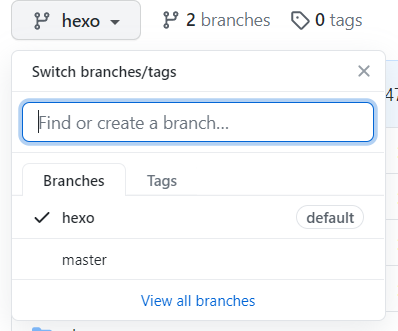 hexo 2 branches 0 tags
Switch branches/tags
Find or create a branch...
47
Branches Tags
hexo default
master
View all branches